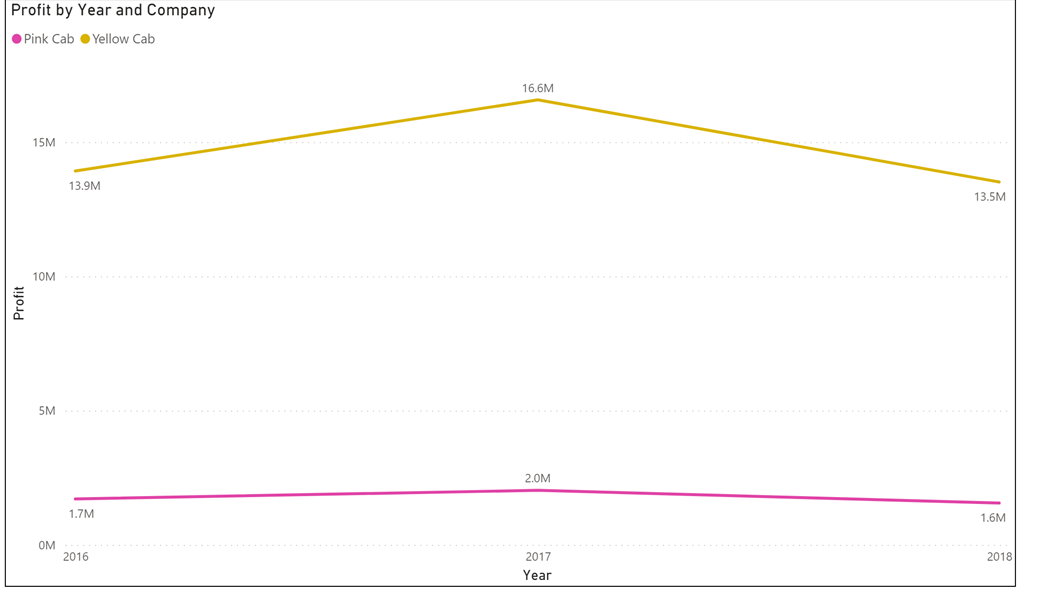 Profit by Year and Company
Pink Cab Yellow Cab
16.6M
15M
13.9M
13.5M
10M
Profit
5M
2.0M
1.7M
1.6M
0M
2016 2017 2018
Year